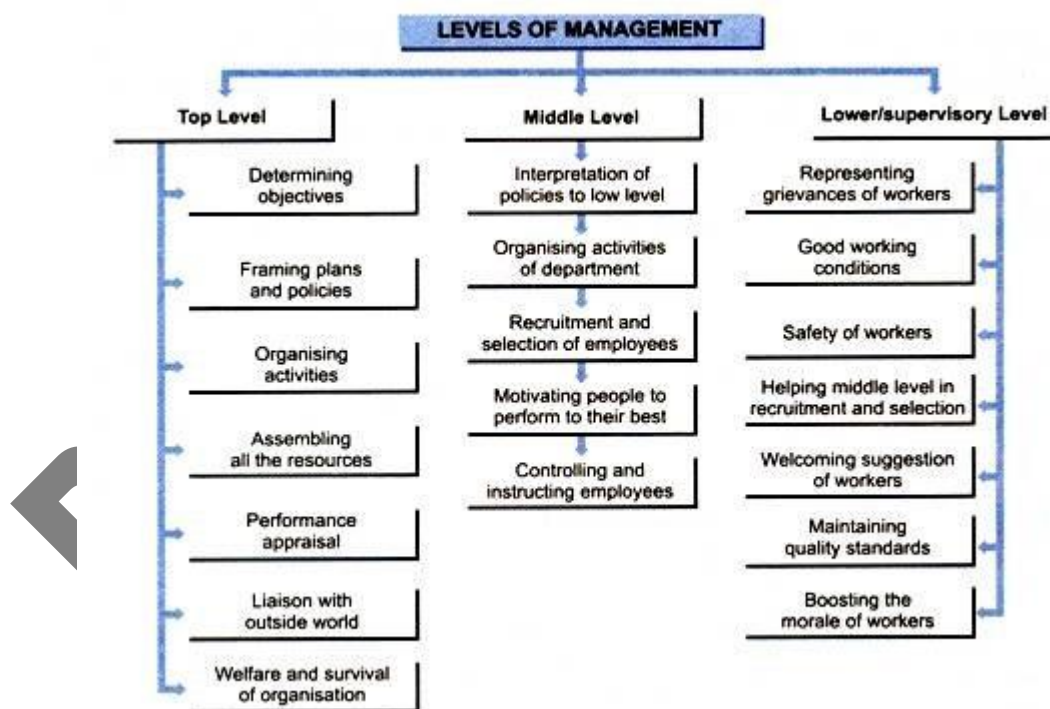 LEVELS OF MANAGEMENT
Top Level
Determining
objectives
Framing plans
and policies
Organising
activities
Assembling
all the resources
Performance
appraisal
Liaison with
outside world
Welfare and survival
of organisation
Middle Level
Interpretation of
policies to low level
Organising activities
of department
Recruitment and
selection of employees
Motivating people to
perform to their best
Controlling and
instructing employees
Lower/supervisory Level
Representing
grievances of workers
Good working
conditions
Safety of workers
Helping middle level in
recruitment and selection
Welcoming suggestion
of workers
Maintaining
quality standards
Boosting the
morale of workers